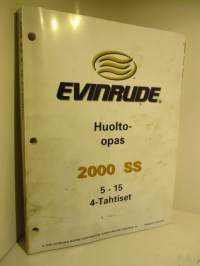 EVINRUDE
Huolto-
opas
2000 SS
5 - 15
4-Tahtiset